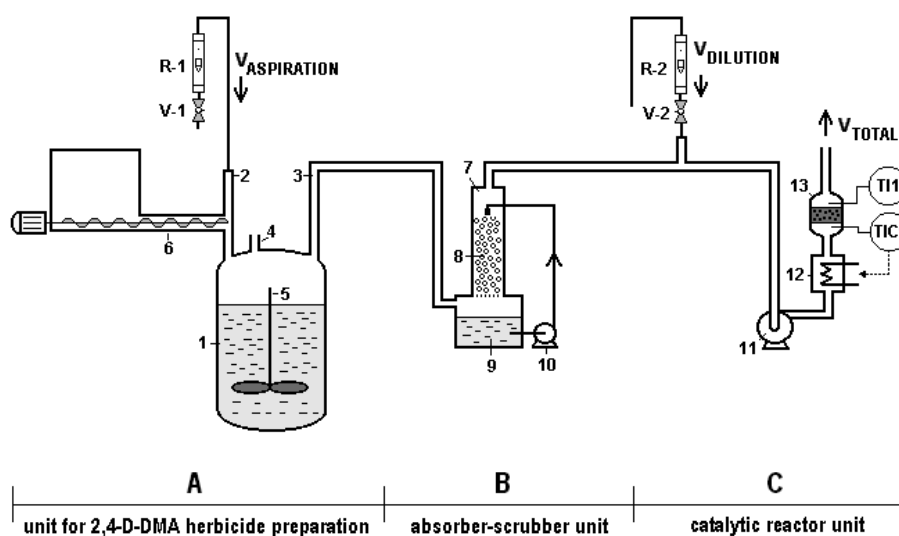 R-1
V-1
V ASPIRATION
R-2
V-2
V DILUTION
V TOTAL
1
2
3
4
5
6
7
8
9
10
11
12
13
TI1
TIC
A
B
C
unit for 2,4-D-DMA herbicide preparation
absorber-scrubber unit
catalytic reactor unit